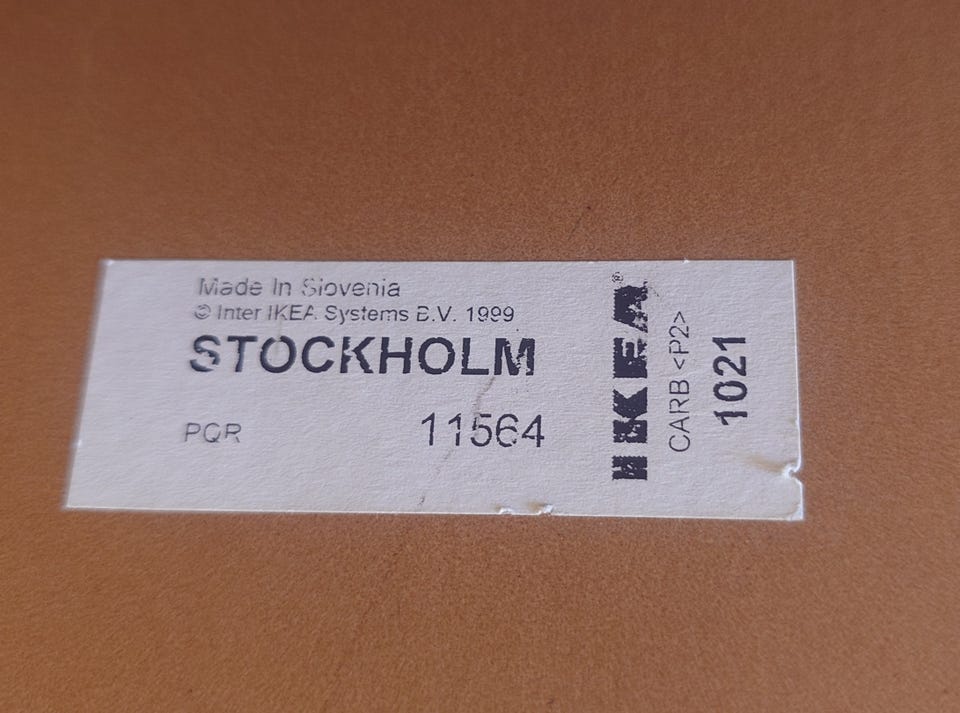 Made In Slovenia
© Inter IKEA Systems B.V. 1999
STOCKHOLM
PQR 11564
IKEA®
CARB <P2>
1021